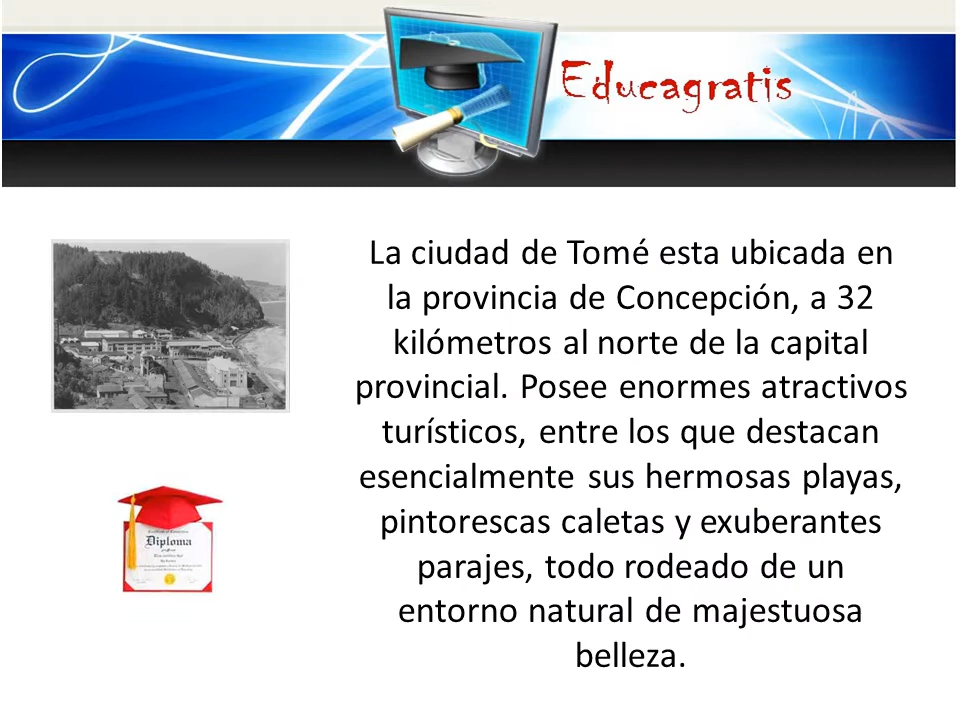 Educagratis
La ciudad de Tomé esta ubicada en
la provincia de Concepción, a 32
kilómetros al norte de la capital
provincial. Posee enormes atractivos
turísticos, entre los que destacan
esencialmente sus hermosas playas,
pintorescas caletas y exuberantes
parajes, todo rodeado de un
entorno natural de majestuosa
belleza.
Diploma